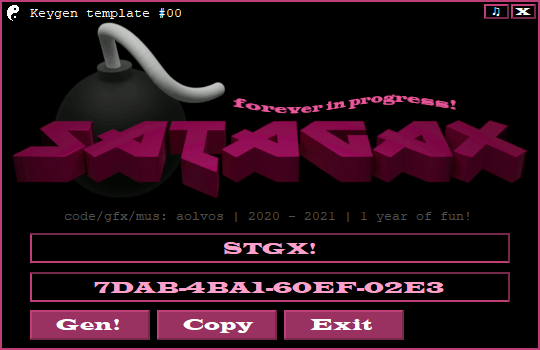 Keygen template #00
♫ X
forever in progress!
SATAGAX
code/gfx/mus: aolvos | 2020 - 2021 | 1 year of fun!
STGX!
7DAB-4BA1-60EF-02E3
Gen! Copy Exit